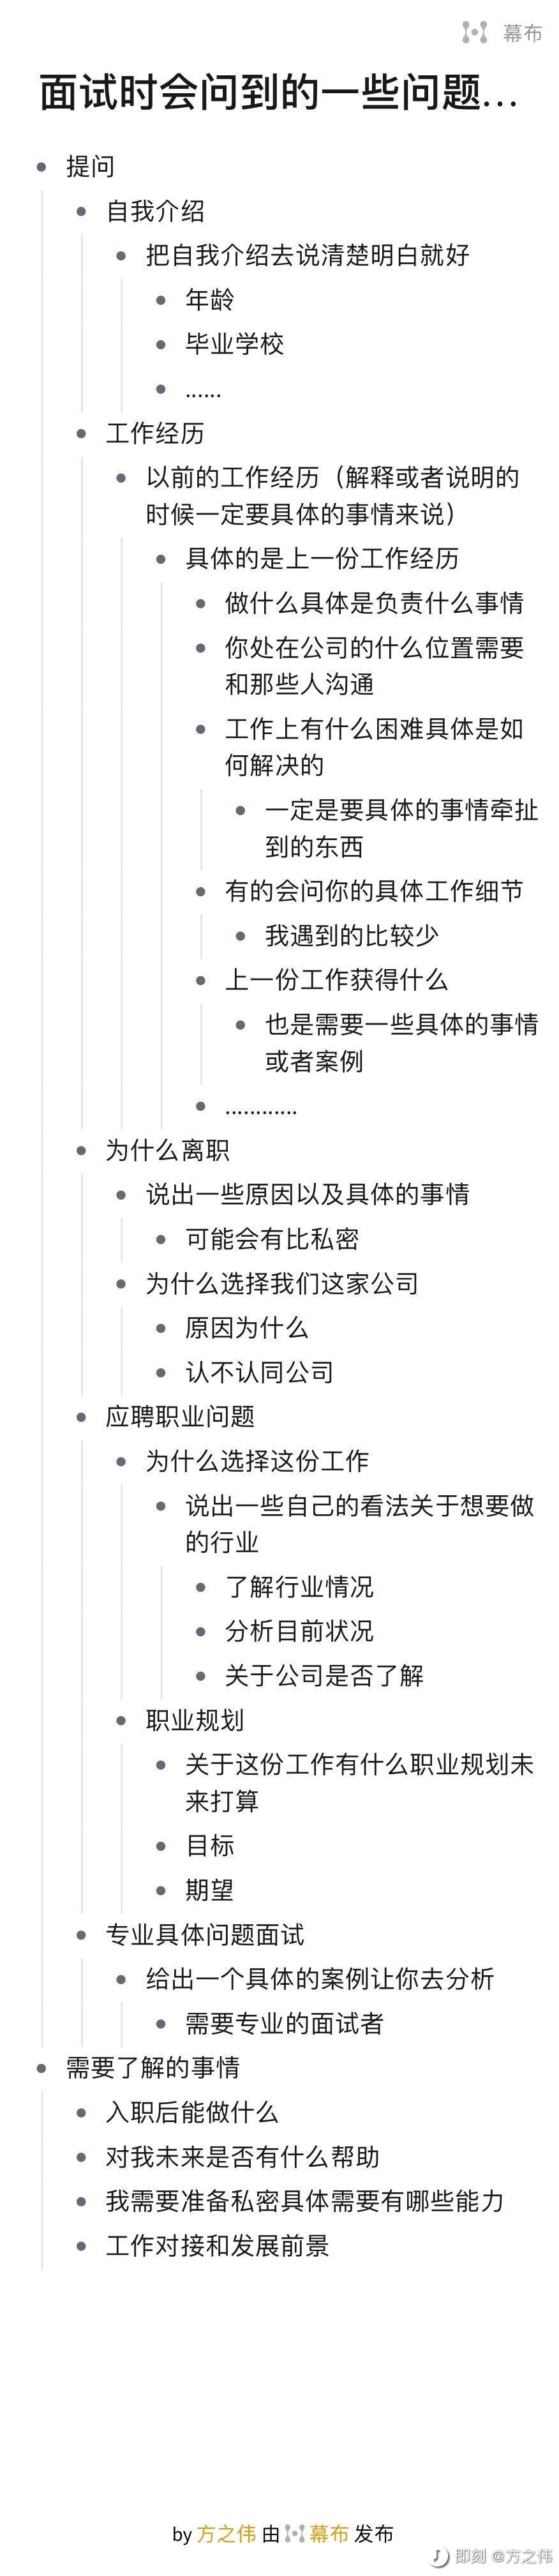 幕布
面试时会问到的一些问题...
提问
自我介绍
把自我介绍去说清楚明白就好
年龄
毕业学校
......
工作经历
以前的工作经历（解释或者说明的
时候一定要具体的事情来说）
具体的是上一份工作经历
做什么具体是负责什么事情
你处在公司的什么位置需要
和那些人沟通
工作上有什么困难具体是如
何解决的
一定是要具体的事情牵扯
到的东西
有的会问你的具体工作细节
我遇到的比较少
上一份工作获得什么
也是需要一些具体的事情
或者案例
............
为什么离职
说出一些原因以及具体的事情
可能会有比私密
为什么选择我们这家公司
原因为什么
认不认同公司
应聘职业问题
为什么选择这份工作
说出一些自己的看法关于想要做
的行业
了解行业情况
分析目前状况
关于公司是否了解
职业规划
关于这份工作有什么职业规划未
来打算
目标
期望
专业具体问题面试
给出一个具体的案例让你去分析
需要专业的面试者
需要了解的事情
入职后能做什么
对我未来是否有什么帮助
我需要准备私密具体需要有哪些能力
工作对接和发展前景
by 方之伟 由 幕布 发布
即刻 @方之伟